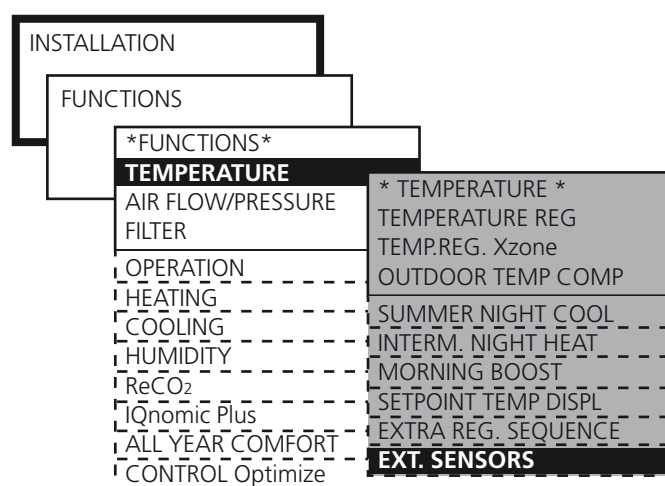 INSTALLATION
FUNCTIONS
*FUNCTIONS*
TEMPERATURE
AIR FLOW/PRESSURE
FILTER
OPERATION
HEATING
COOLING
HUMIDITY
ReCO2
IQnomic Plus
ALL YEAR COMFORT
CONTROL Optimize
* TEMPERATURE *
TEMPERATURE REG
TEMP.REG. Xzone
OUTDOOR TEMP COMP
SUMMER NIGHT COOL
INTERM. NIGHT HEAT
MORNING BOOST
SETPOINT TEMP DISPL
EXTRA REG. SEQUENCE
EXT. SENSORS